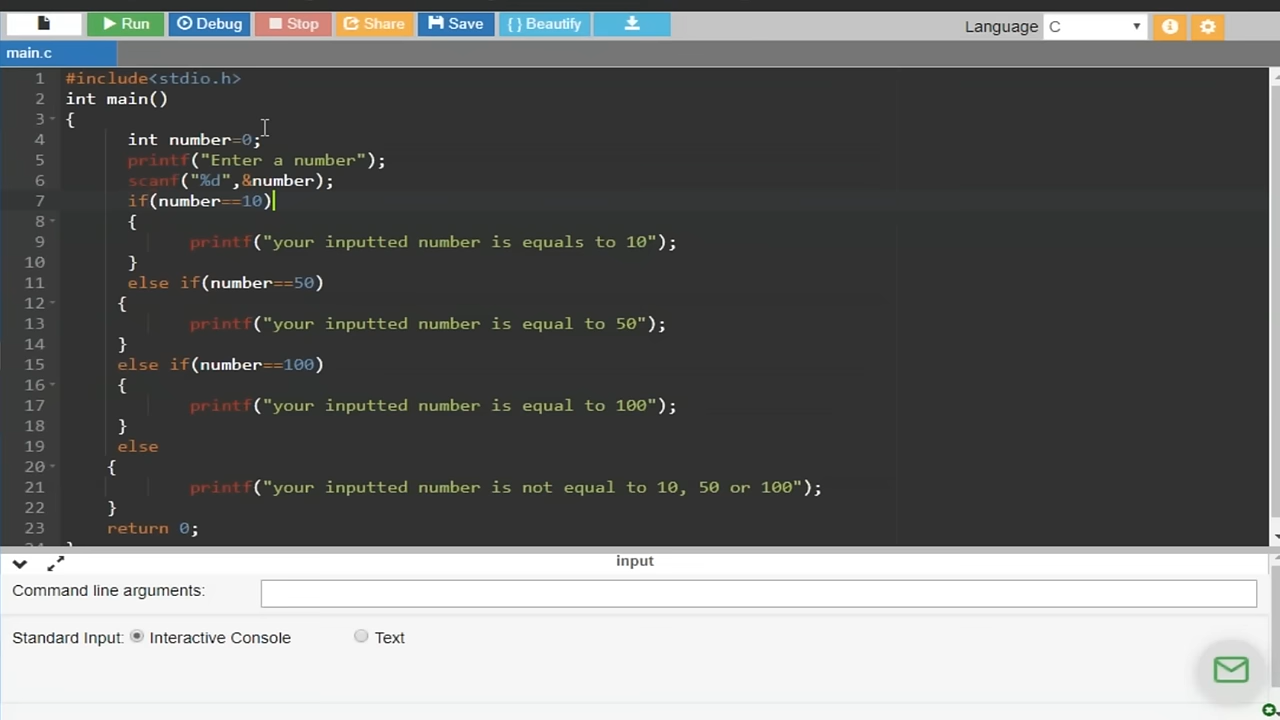 Run Debug Stop Share Save { } Beautify Language C
main.c
1 #include<stdio.h>
2 int main()
3 {
4 int number=0;
5 printf("Enter a number");
6 scanf("%d",&number);
7 if(number==10)
8 {
9 printf("your inputted number is equals to 10");
10 }
11 else if(number==50)
12 {
13 printf("your inputted number is equal to 50");
14 }
15 else if(number==100)
16 {
17 printf("your inputted number is equal to 100");
18 }
19 else
20 {
21 printf("your inputted number is not equal to 10, 50 or 100");
22 }
23 return 0;
input
Command line arguments:
Standard Input: Interactive Console Text